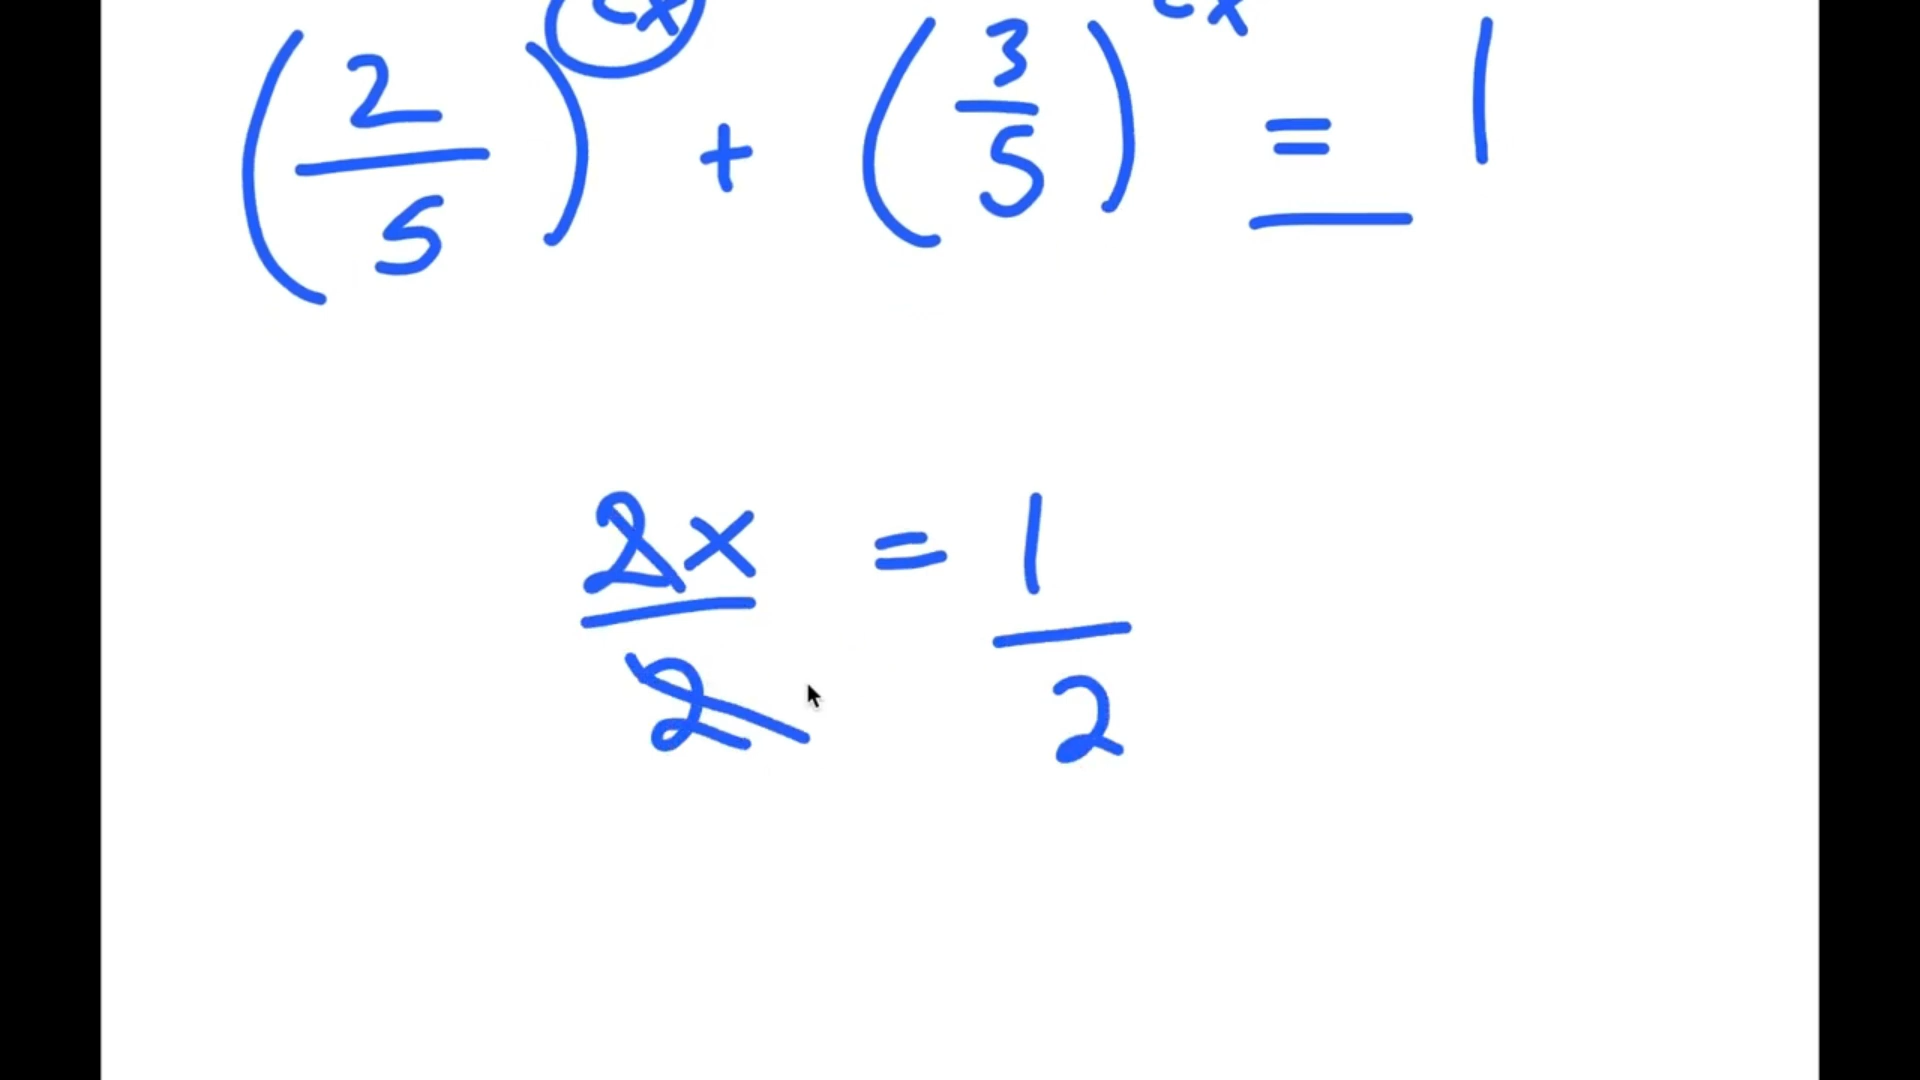 (2/5)^2x + (3/5)^2x = 1
2x/2 = 1/2